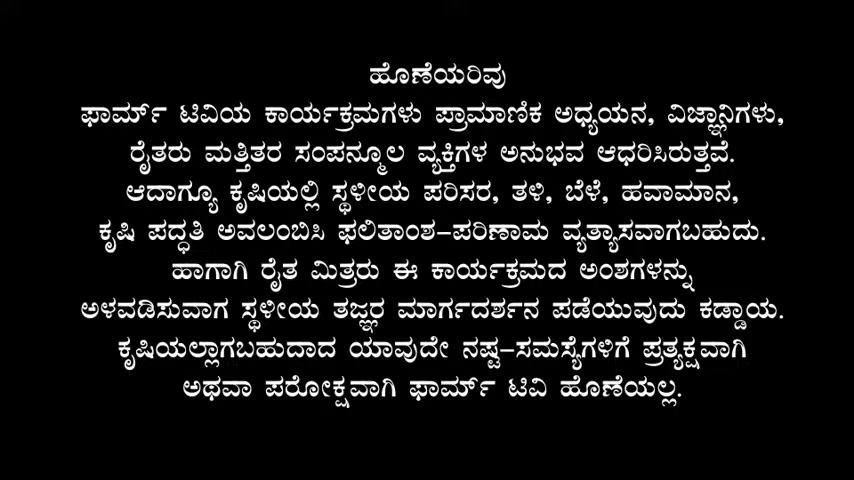 ಹೊಣೆಯರಿವು
ಫಾರ್ಮ್ ಟಿವಿಯ ಕಾರ್ಯಕ್ರಮಗಳು ಪ್ರಾಮಾಣಿಕ ಅಧ್ಯಯನ, ವಿಜ್ಞಾನಿಗಳು,
ರೈತರು ಮತ್ತಿತರ ಸಂಪನ್ಮೂಲ ವ್ಯಕ್ತಿಗಳ ಅನುಭವ ಆಧರಿಸಿರುತ್ತವೆ.
ಆದಾಗ್ಯೂ ಕೃಷಿಯಲ್ಲಿ ಸ್ಥಳೀಯ ಪರಿಸರ, ತಳಿ, ಬೆಳೆ, ಹವಾಮಾನ,
ಕೃಷಿ ಪದ್ಧತಿ ಅವಲಂಬಿಸಿ ಫಲಿತಾಂಶ-ಪರಿಣಾಮ ವ್ಯತ್ಯಾಸವಾಗಬಹುದು.
ಹಾಗಾಗಿ ರೈತ ಮಿತ್ರರು ಈ ಕಾರ್ಯಕ್ರಮದ ಅಂಶಗಳನ್ನು
ಅಳವಡಿಸುವಾಗ ಸ್ಥಳೀಯ ತಜ್ಞರ ಮಾರ್ಗದರ್ಶನ ಪಡೆಯುವುದು ಕಡ್ಡಾಯ.
ಕೃಷಿಯಲ್ಲಾಗಬಹುದಾದ ಯಾವುದೇ ನಷ್ಟ-ಸಮಸ್ಯೆಗಳಿಗೆ ಪ್ರತ್ಯಕ್ಷವಾಗಿ
ಅಥವಾ ಪರೋಕ್ಷವಾಗಿ ಫಾರ್ಮ್ ಟಿವಿ ಹೊಣೆಯಲ್ಲ.